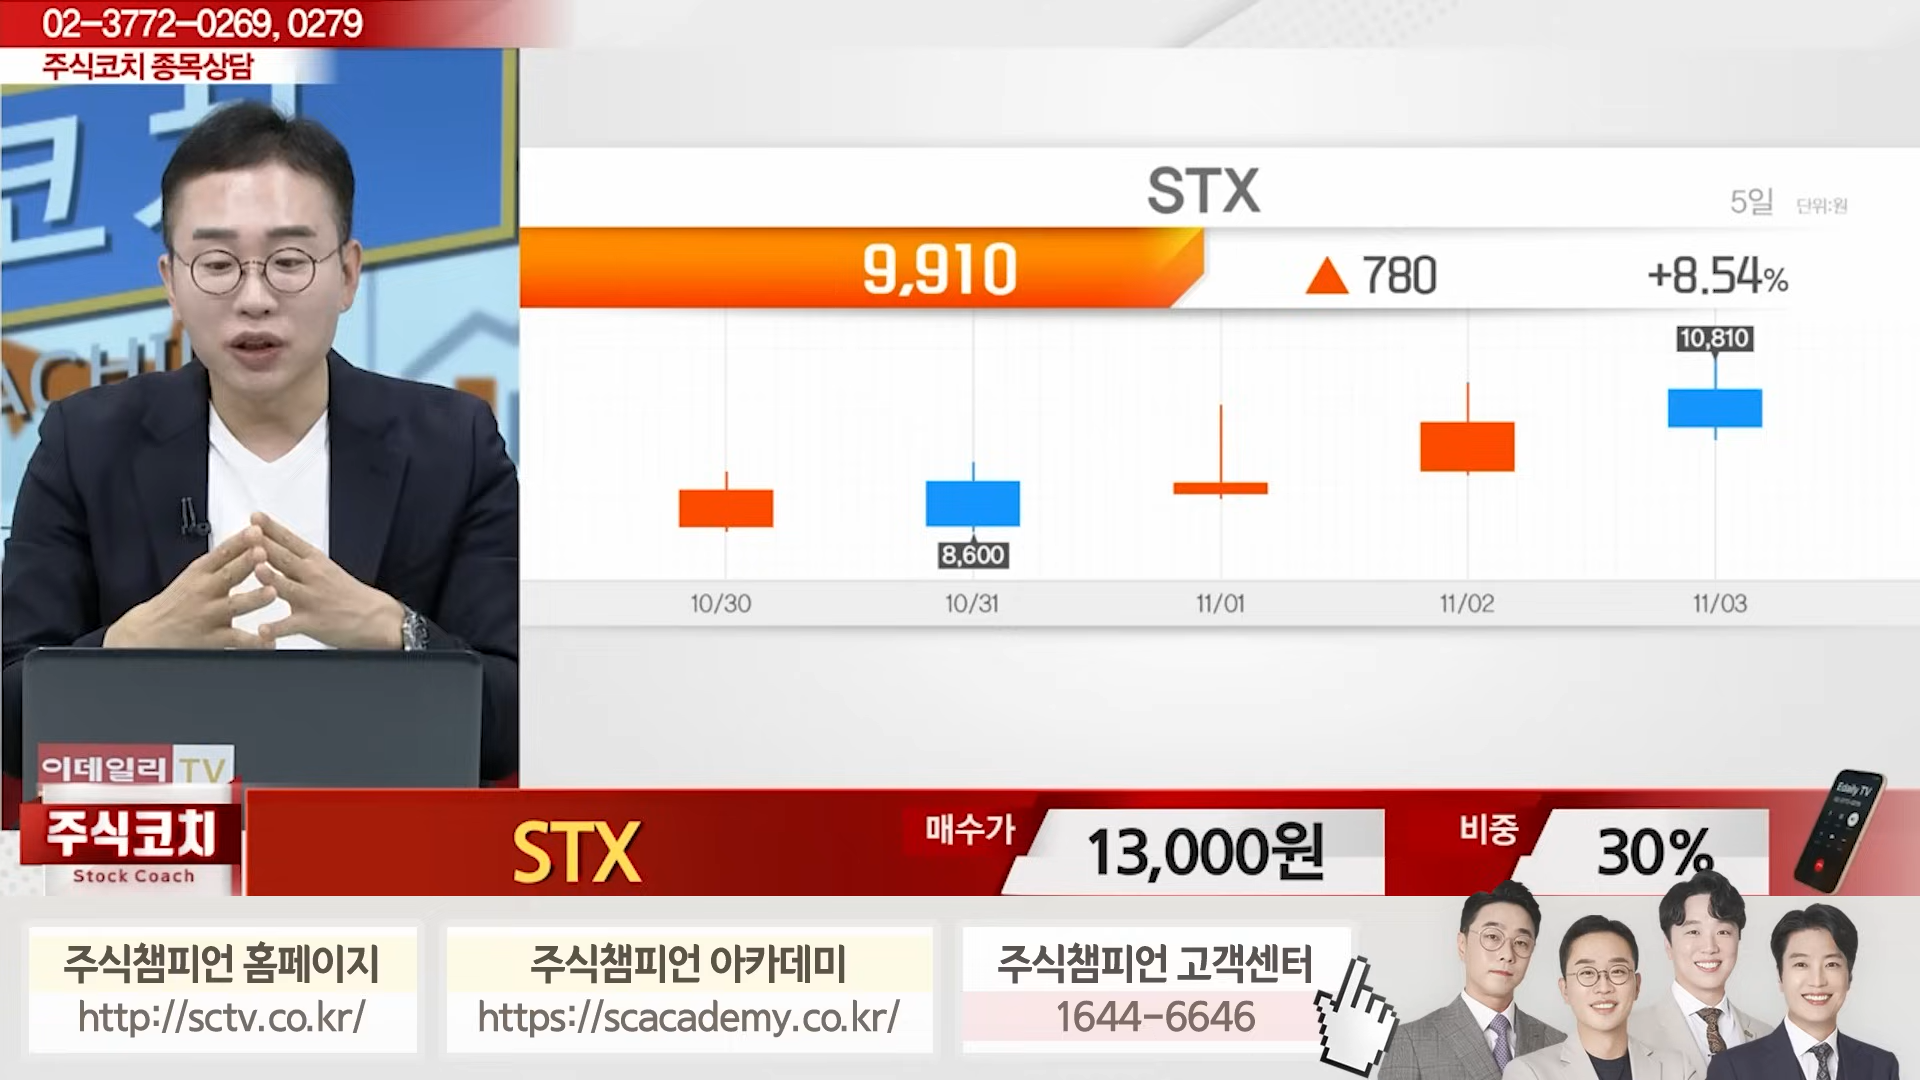 02-3772-0269, 0279
주식코치 종목상담
코치
STX
5일 단위:원
9,910
▲ 780
+8.54%
10,810
8,600
10/30
10/31
11/01
11/02
11/03
이데일리 TV
주식코치
Stock Coach
STX
매수가
13,000원
비중
30%
Edaily TV
주식챔피언 홈페이지
http://sctv.co.kr/
주식챔피언 아카데미
https://scacademy.co.kr/
주식챔피언 고객센터
1644-6646